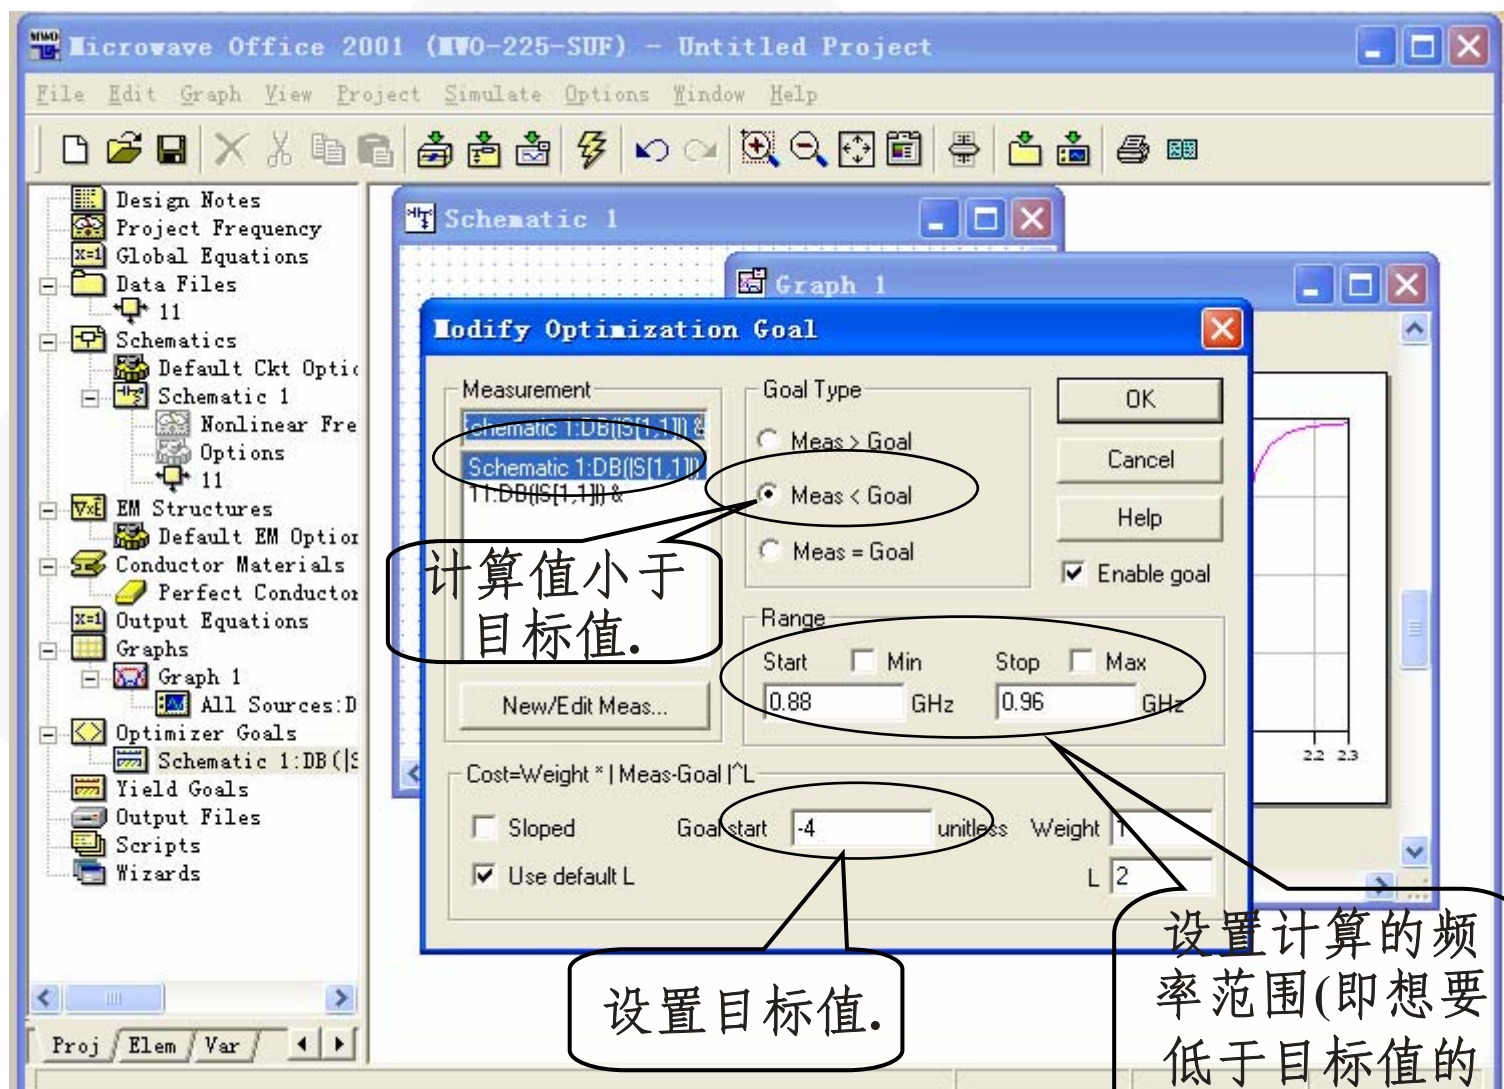 Microwave Office 2001 (MWO-225-SUF) - Untitled Project
File Edit Graph View Project Simulate Options Window Help
Design Notes
Project Frequency
Global Equations
Data Files
11
Schematics
Default Ckt Optic
Schematic 1
Nonlinear Fre
Options
11
EM Structures
Default EM Option
Conductor Materials
Perfect Conductor
Output Equations
Graphs
Graph 1
All Sources:D
Optimizer Goals
Schematic 1:DB(|S
Yield Goals
Output Files
Scripts
Wizards
Proj Elem Var
Schematic 1
Graph 1
2.2 2.3
Modify Optimization Goal
Measurement
chematic 1:DB(|S[1,1]|) &
Schematic 1:DB(|S[1,1]|)
11:DB(|S[1,1]|) &
New/Edit Meas...
Goal Type
Meas > Goal
Meas < Goal
Meas = Goal
OK
Cancel
Help
Enable goal
Range
Start Min Stop Max
0.88 GHz 0.96 GHz
Cost=Weight * | Meas-Goal |^L
Sloped Goal start -4 unitless Weight 1
Use default L L 2
计算值小于
目标值.
设置目标值.
设置计算的频
率范围(即想要
低于目标值的